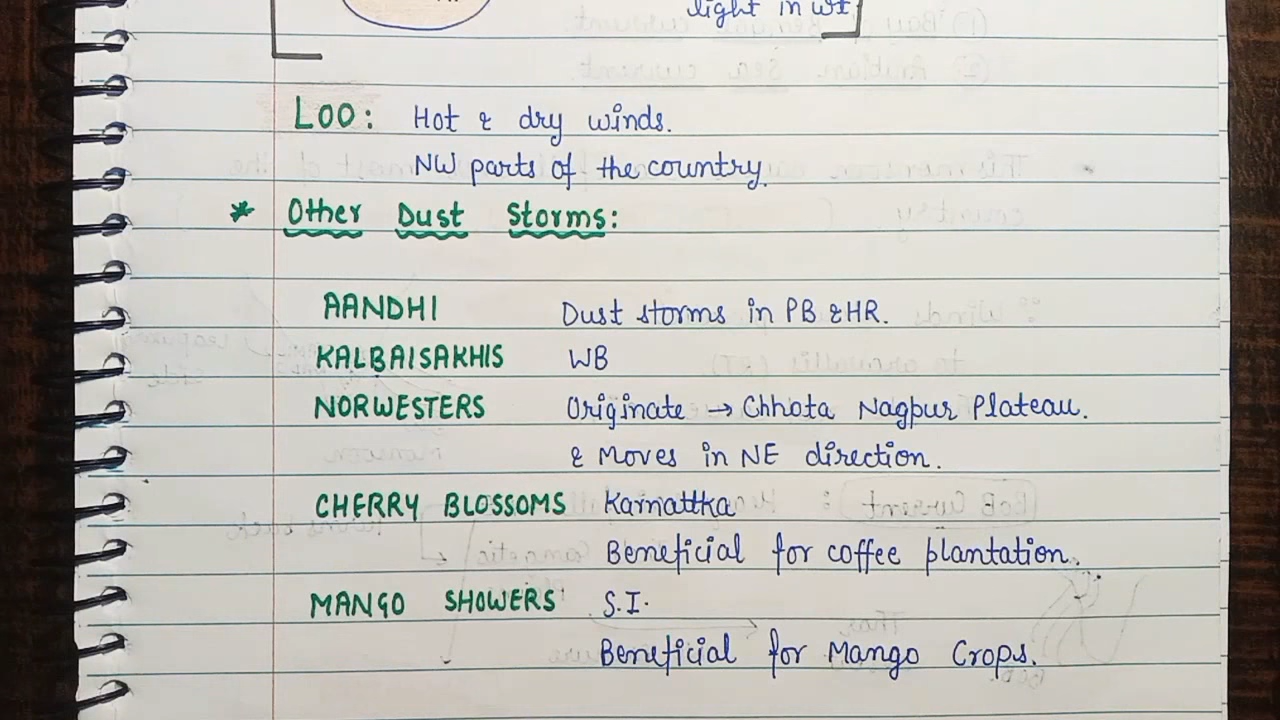 light in wt
LOO: Hot & dry winds.
NW parts of the country.
* Other Dust Storms:
AANDHI Dust storms in PB & HR.
KALBAISAKHIS WB
NORWESTERS Originate → Chhota Nagpur Plateau.
& Moves in NE direction.
CHERRY BLOSSOMS Karnattka
Beneficial for coffee plantation.
MANGO SHOWERS S.I.
Beneficial for Mango Crops.